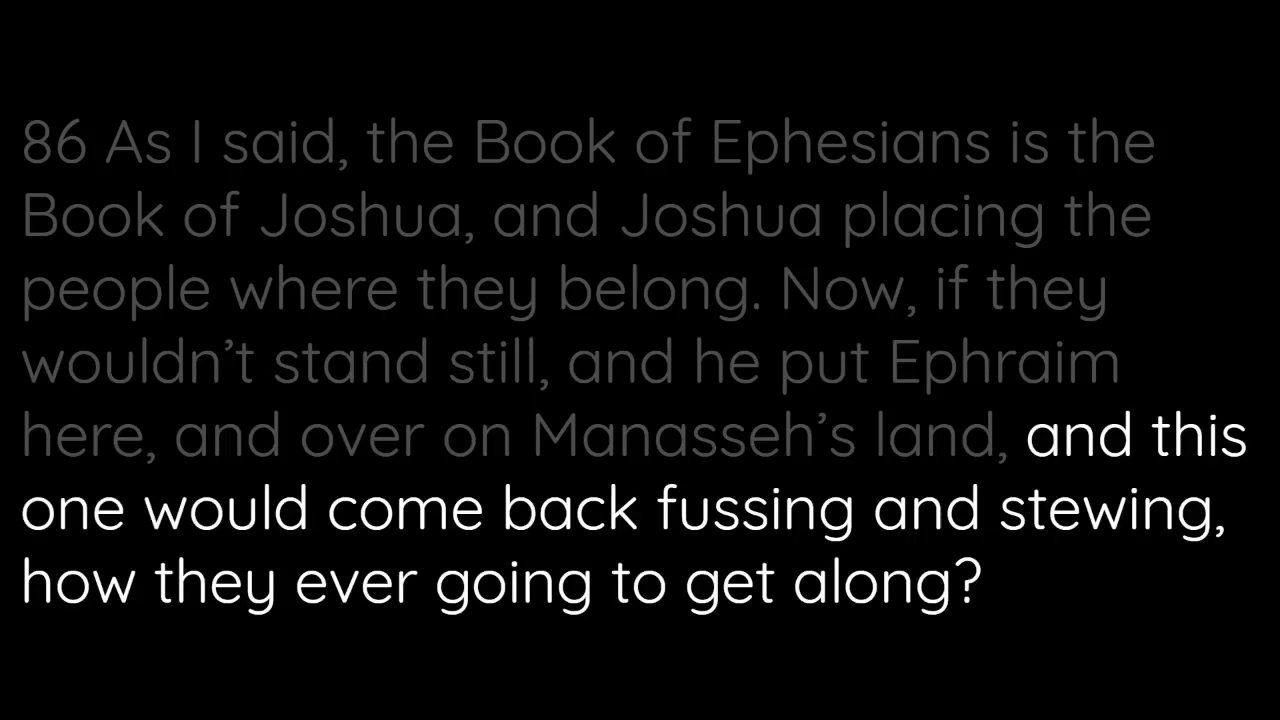 86 As I said, the Book of Ephesians is the
Book of Joshua, and Joshua placing the
people where they belong. Now, if they
wouldn’t stand still, and he put Ephraim
here, and over on Manasseh’s land, and this
one would come back fussing and stewing,
how they ever going to get along?